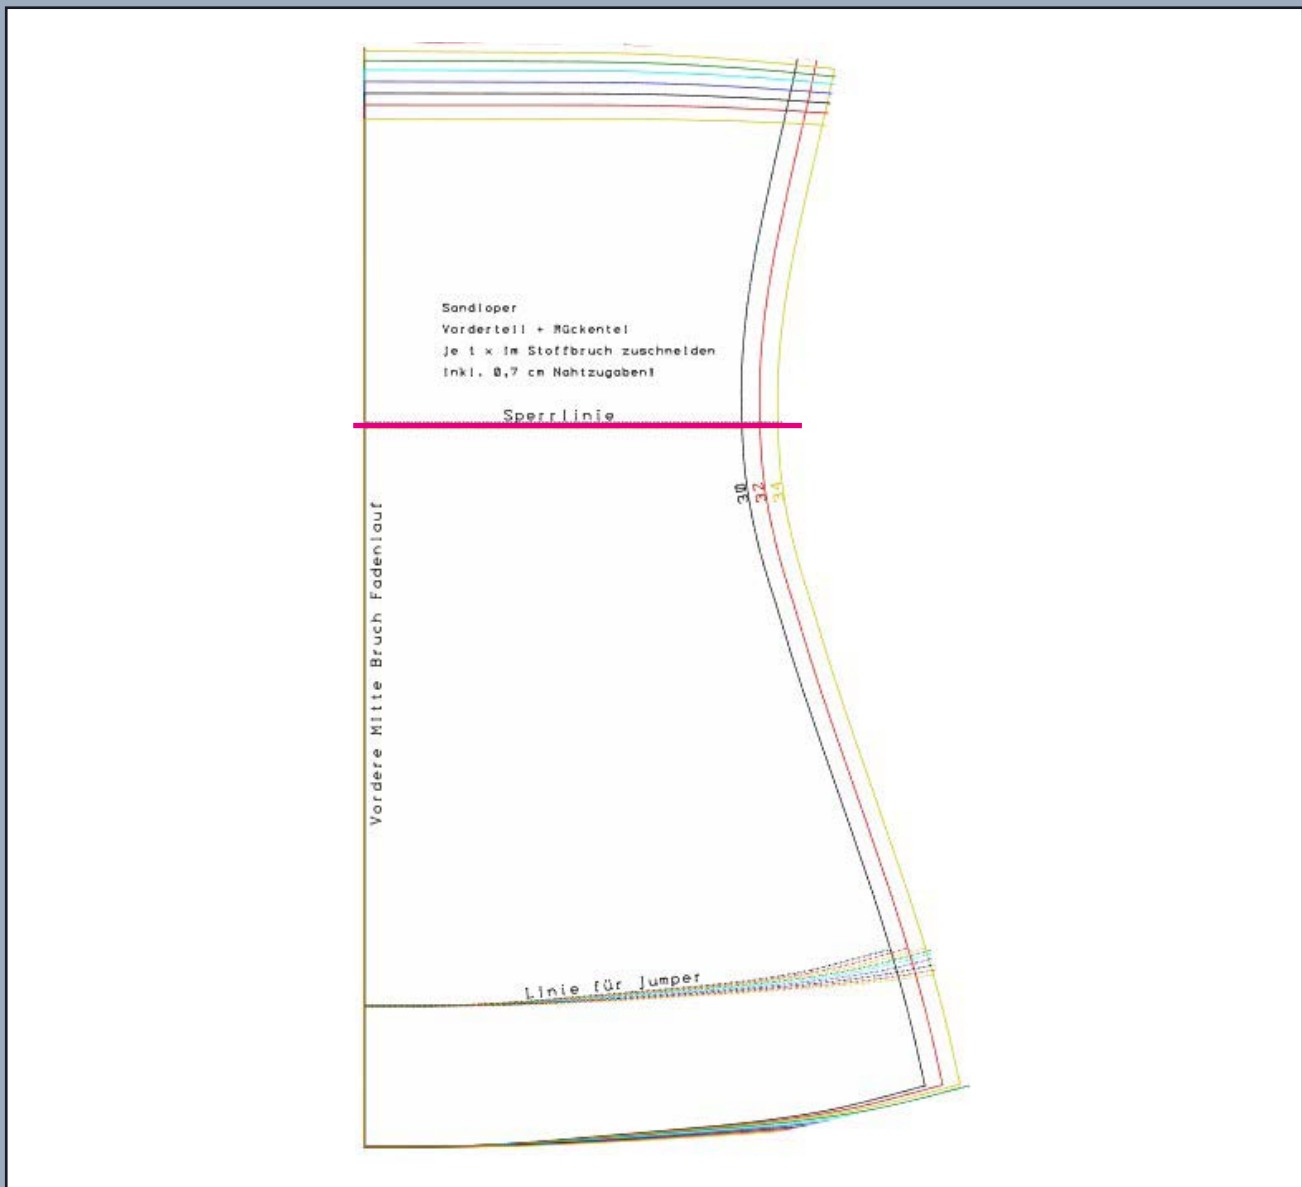 Sandloper
Vorderteil + Rückenteil
je 1 x im Stoffbruch zuschneiden
inkl. 0,7 cm Nahtzugaben!
Sperrlinie
30 32 34
Vordere Mitte Bruch Fadenlauf
Linie für Jumper